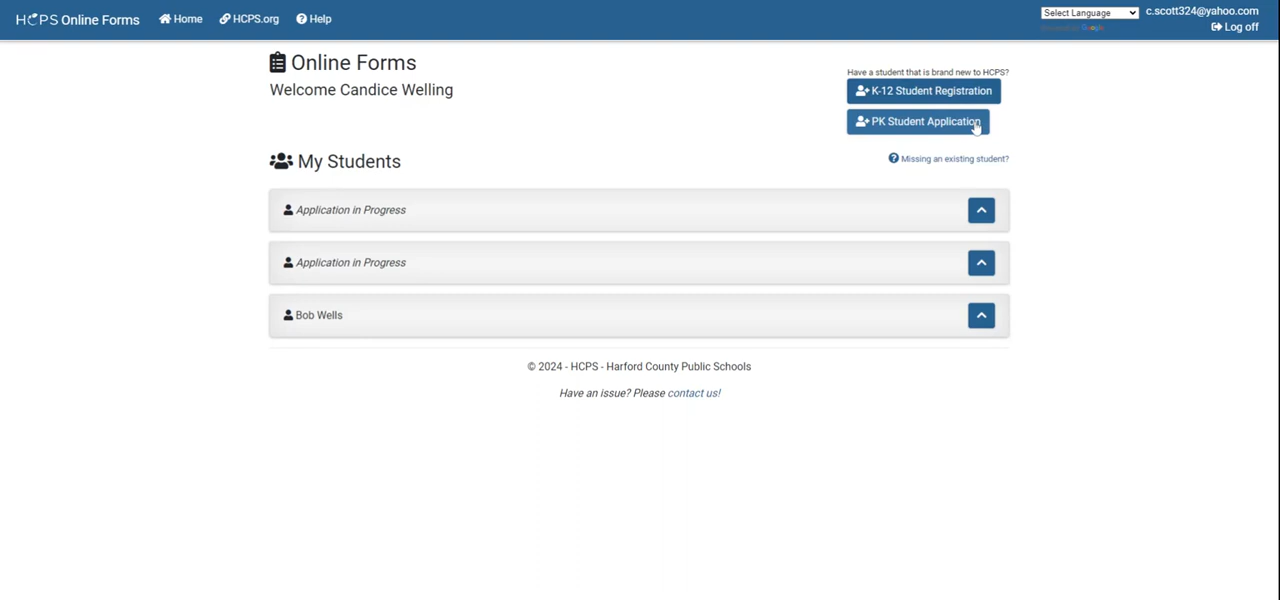 HCPS Online Forms
Home
HCPS.org
Help
Select Language
c.scott324@yahoo.com
Log off
Online Forms
Welcome Candice Welling
Have a student that is brand new to HCPS?
K-12 Student Registration
PK Student Application
My Students
Missing an existing student?
Application in Progress
Application in Progress
Bob Wells
© 2024 - HCPS - Harford County Public Schools
Have an issue? Please contact us!